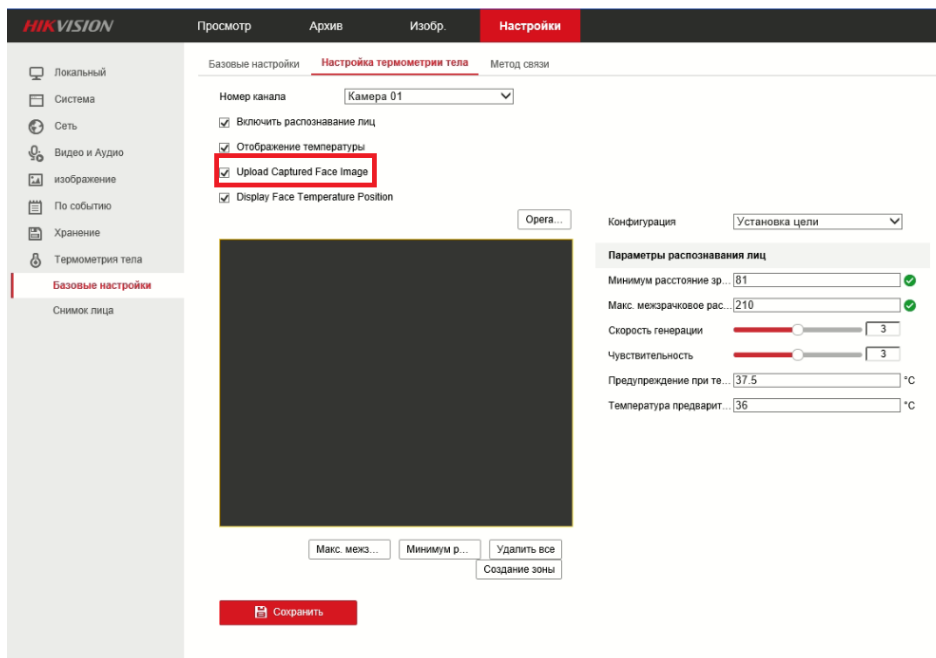 HIKVISION Просмотр Архив Изобр. Настройки
Локальный
Система
Сеть
Видео и Аудио
изображение
По событию
Хранение
Термометрия тела
Базовые настройки
Снимок лица
Базовые настройки Настройка термометрии тела Метод связи
Номер канала Камера 01
Включить распознавание лиц
Отображение температуры
Upload Captured Face Image
Display Face Temperature Position
Opera...
Макс. межз... Минимум р... Удалить все
Создание зоны
Сохранить
Конфигурация Установка цели
Параметры распознавания лиц
Минимум расстояние зр... 81
Макс. межзрачковое рас... 210
Скорость генерации 3
Чувствительность 3
Предупреждение при те... 37.5 °C
Температура предварит... 36 °C